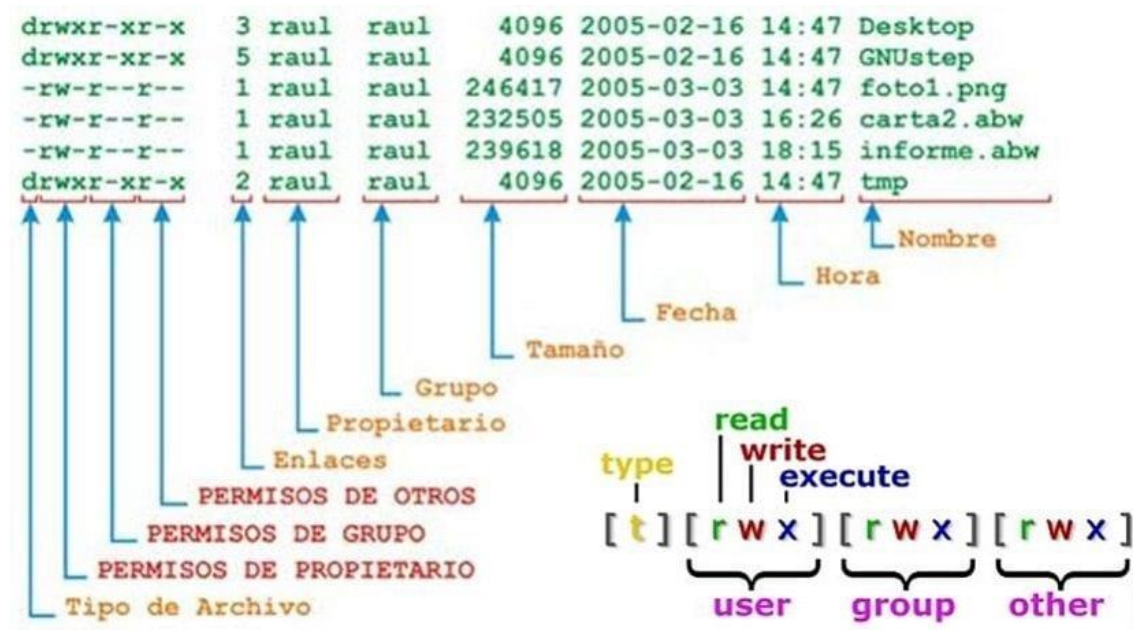 drwxr-xr-x 3 raul raul 4096 2005-02-16 14:47 Desktop
drwxr-xr-x 5 raul raul 4096 2005-02-16 14:47 GNUstep
-rw-r--r-- 1 raul raul 246417 2005-03-03 14:47 foto1.png
-rw-r--r-- 1 raul raul 232505 2005-03-03 16:26 carta2.abw
-rw-r--r-- 1 raul raul 239618 2005-03-03 18:15 informe.abw
drwxr-xr-x 2 raul raul 4096 2005-02-16 14:47 tmp
Nombre
Hora
Fecha
Tamaño
Grupo
Propietario
Enlaces
PERMISOS DE OTROS
PERMISOS DE GRUPO
PERMISOS DE PROPIETARIO
Tipo de Archivo
read
write
type
execute
[ t ] [ r w x ] [ r w x ] [ r w x ]
user group other